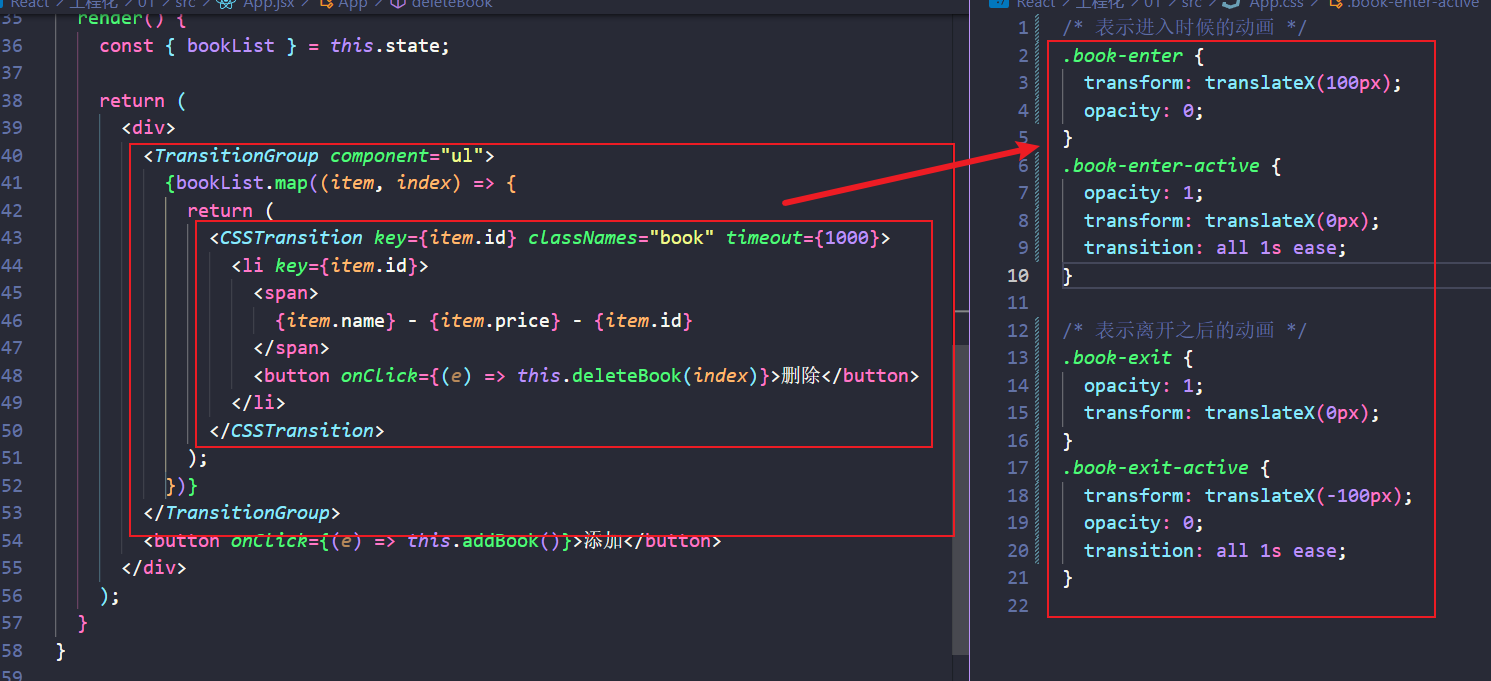 React > 工程化 > 01 > src > App.jsx > App > deleteBook
35 render() {
36 const { bookList } = this.state;
37
38 return (
39 <div>
40 <TransitionGroup component="ul">
41 {bookList.map((item, index) => {
42 return (
43 <CSSTransition key={item.id} classNames="book" timeout={1000}>
44 <li key={item.id}>
45 <span>
46 {item.name} - {item.price} - {item.id}
47 </span>
48 <button onClick={(e) => this.deleteBook(index)}>删除</button>
49 </li>
50 </CSSTransition>
51 );
52 })}
53 </TransitionGroup>
54 <button onClick={(e) => this.addBook()}>添加</button>
55 </div>
56 );
57 }
58 }
59
React > 工程化 > 01 > src > App.css > .book-enter-active
1 /* 表示进入时候的动画 */
2 .book-enter {
3 transform: translateX(100px);
4 opacity: 0;
5 }
6 .book-enter-active {
7 opacity: 1;
8 transform: translateX(0px);
9 transition: all 1s ease;
10 }
11
12 /* 表示离开之后的动画 */
13 .book-exit {
14 opacity: 1;
15 transform: translateX(0px);
16 }
17 .book-exit-active {
18 transform: translateX(-100px);
19 opacity: 0;
20 transition: all 1s ease;
21 }
22